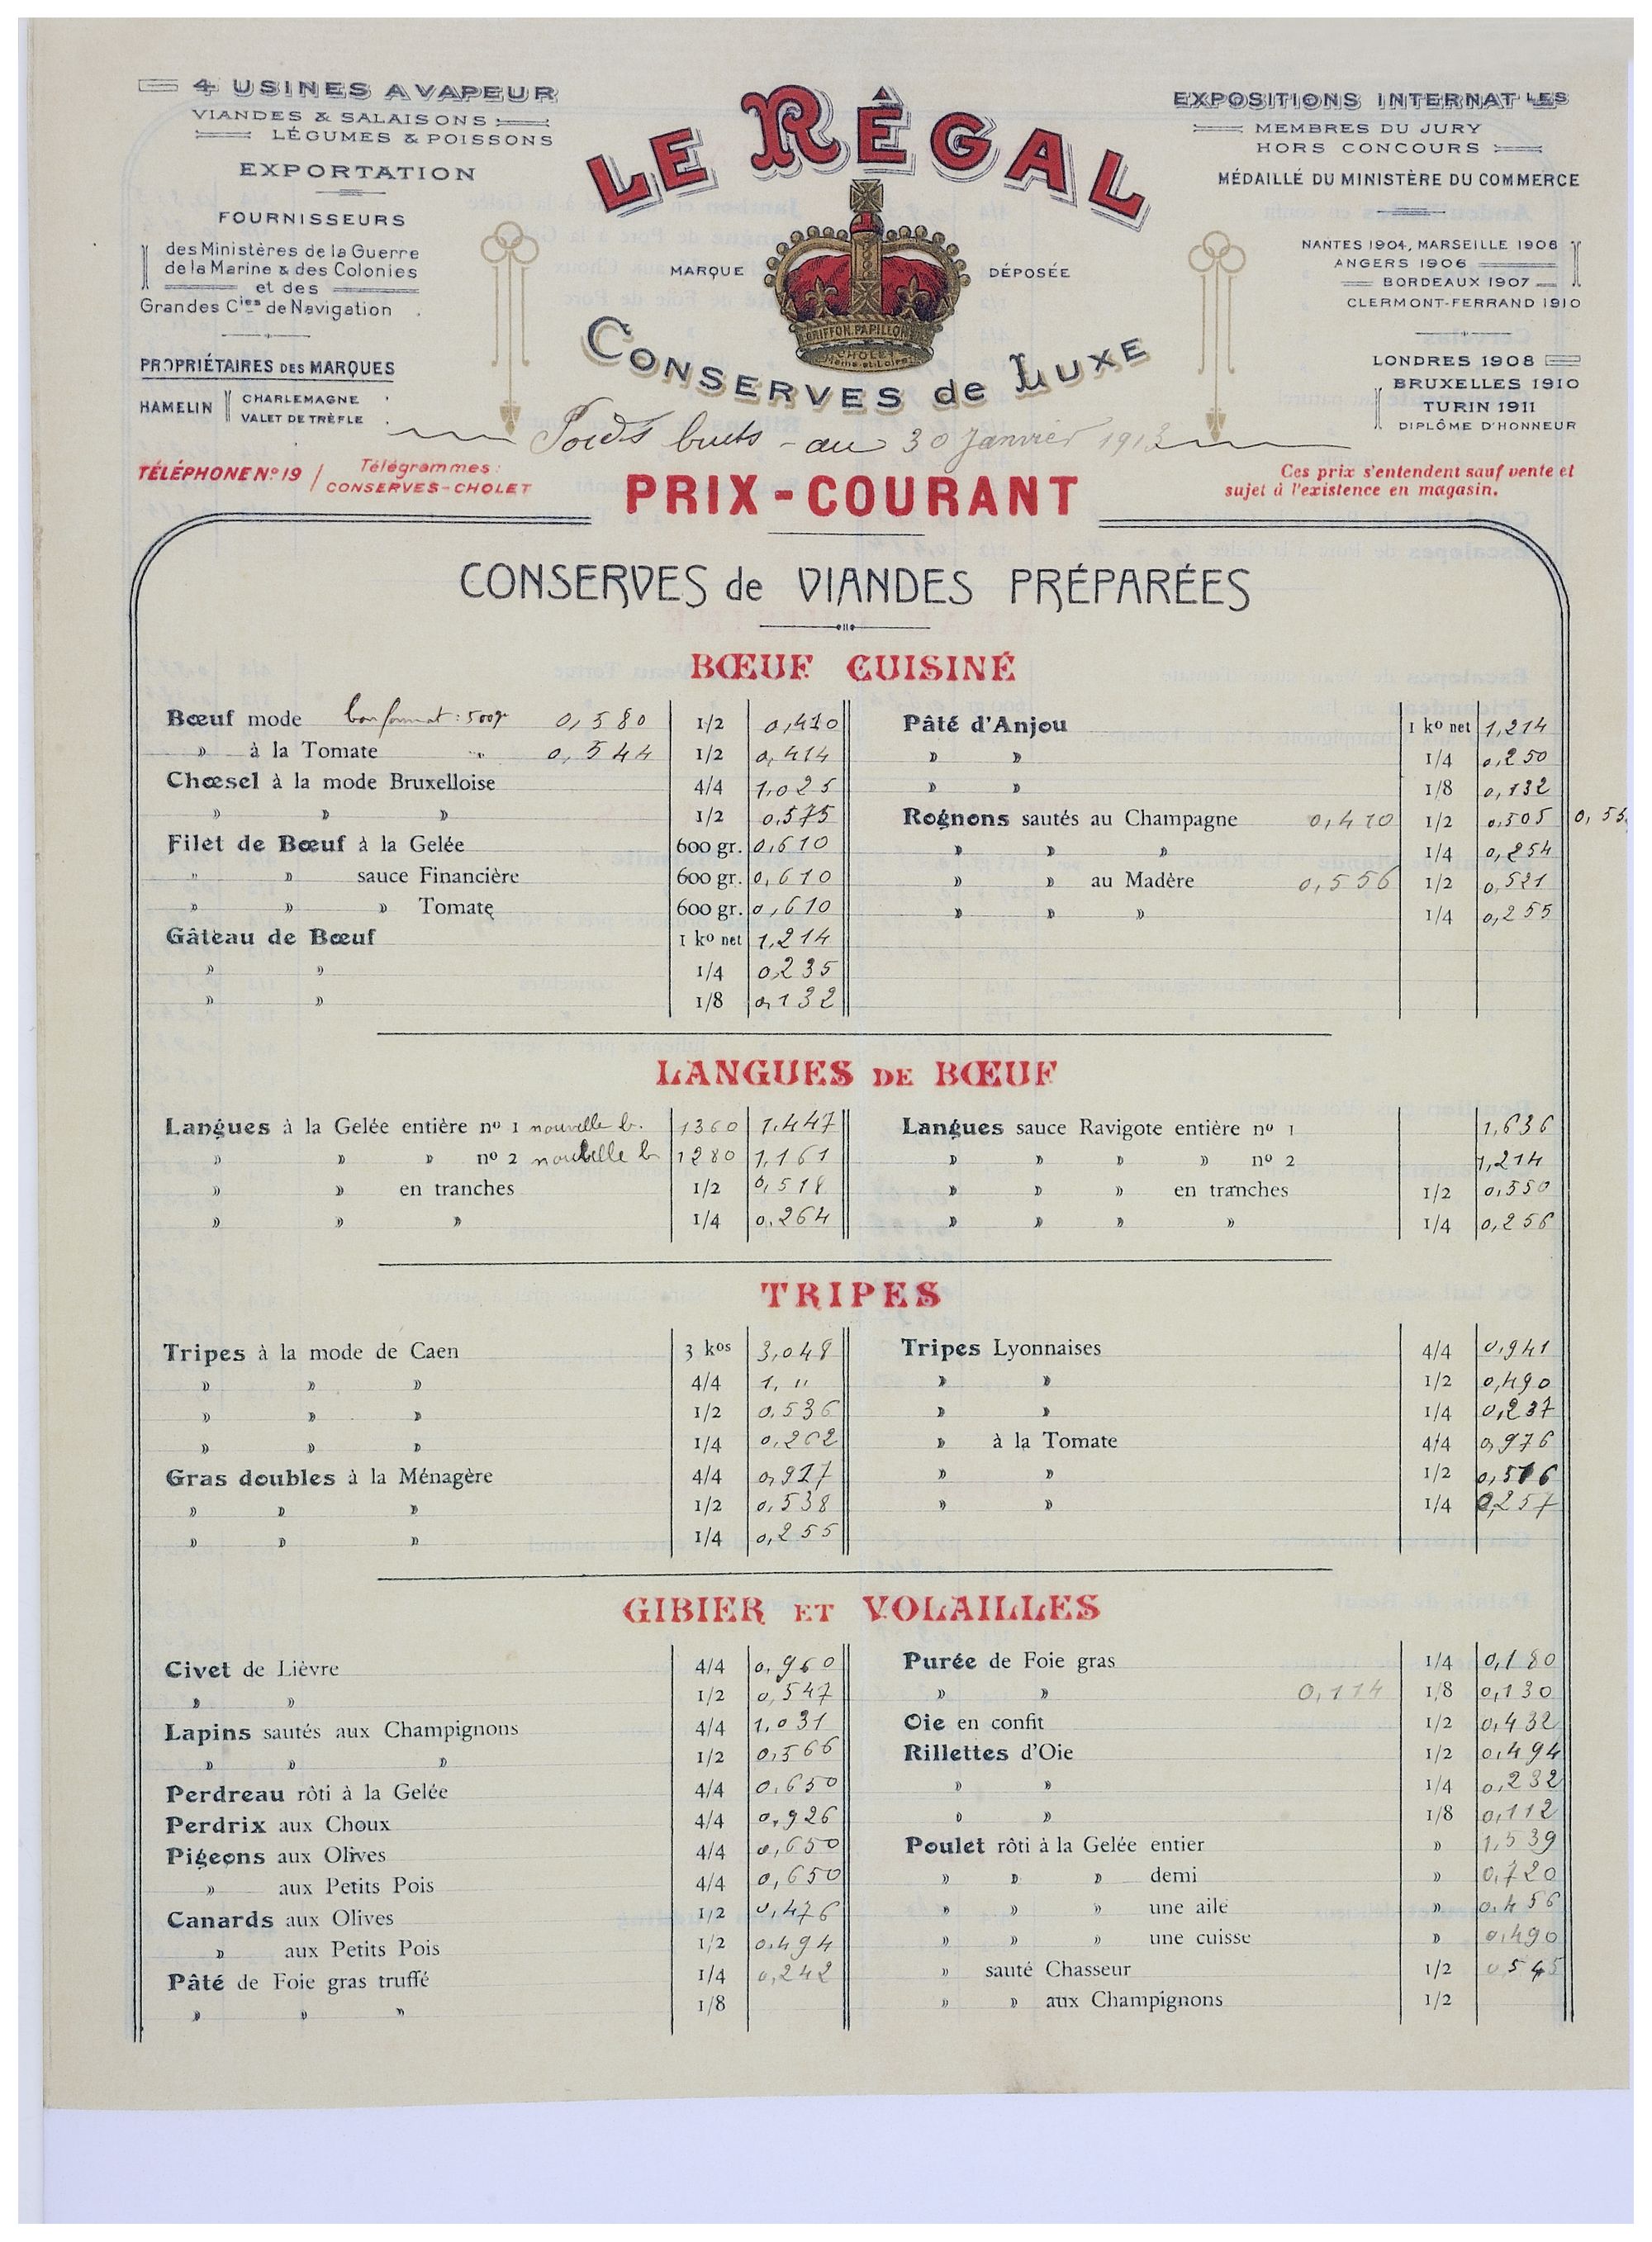 4 USINES A VAPEUR
VIANDES & SALAISONS
LÉGUMES & POISSONS
EXPORTATION
FOURNISSEURS
des Ministères de la Guerre
de la Marine & des Colonies
et des
Grandes Cies de Navigation
PROPRIÉTAIRES DES MARQUES
HAMELIN
CHARLEMAGNE
VALET DE TRÈFLE
LE RÉGAL
MARQUE DÉPOSÉE
GRIFFON, PAPILLON
CHOLET
CONSERVES de LUXE
EXPOSITIONS INTERNATLES
MEMBRES DU JURY
HORS CONCOURS
MÉDAILLÉ DU MINISTÈRE DU COMMERCE
NANTES 1904, MARSEILLE 1906
ANGERS 1906
BORDEAUX 1907
CLERMONT-FERRAND 1910
LONDRES 1908
BRUXELLES 1910
TURIN 1911
DIPLÔME D'HONNEUR
Poids bruts - au 30 Janvier 1913
TÉLÉPHONE No 19 / Télégrammes :
CONSERVES-CHOLET
PRIX-COURANT
Ces prix s'entendent sauf vente et
sujet à l'existence en magasin.
CONSERVES de VIANDES PRÉPARÉES
BŒUF CUISINÉ
Bœuf mode 500gr 0,580 1/2 0,410
» à la Tomate 0,544 1/2 0,414
Chœsel à la mode Bruxelloise 4/4 1,025
» » » 1/2 0,575
Filet de Bœuf à la Gelée 600 gr. 0,610
» » sauce Financière 600 gr. 0,610
» » » Tomate 600 gr. 0,610
Gâteau de Bœuf 1 ko net 1,214
» » 1/4 0,235
» » 1/8 0,132
Pâté d'Anjou 1 ko net 1,214
» » 1/4 0,250
» » 1/8 0,132
Rognons sautés au Champagne 0,410 1/2 0,505
» » » 1/4 0,254
» » au Madère 0,556 1/2 0,521
» » » 1/4 0,255
LANGUES DE BŒUF
Langues à la Gelée entière no 1 nouvelle b. 1360 1,447
» » » no 2 nouvelle b 1280 1,161
» » en tranches 1/2 0,518
» » » 1/4 0,264
Langues sauce Ravigote entière no 1 1,636
» » » » no 2 1,214
» » » en tranches 1/2 0,550
» » » » 1/4 0,256
TRIPES
Tripes à la mode de Caen 3 kos 3,048
» » » 4/4 1, "
» » » 1/2 0,536
» » » 1/4 0,262
Gras doubles à la Ménagère 4/4 0,927
» » » 1/2 0,538
» » » 1/4 0,255
Tripes Lyonnaises 4/4 0,941
» » 1/2 0,490
» » 1/4 0,237
» à la Tomate 4/4 0,976
» » 1/2 0,516
» » 1/4 0,257
GIBIER ET VOLAILLES
Civet de Lièvre 4/4 0,960
» » 1/2 0,547
Lapins sautés aux Champignons 4/4 1,031
» » » 1/2 0,566
Perdreau rôti à la Gelée 4/4 0,650
Perdrix aux Choux 4/4 0,926
Pigeons aux Olives 4/4 0,650
» aux Petits Pois 4/4 0,650
Canards aux Olives 1/2 0,476
» aux Petits Pois 1/2 0,494
Pâté de Foie gras truffé 1/4 0,242
» » » 1/8
Purée de Foie gras 1/4 0,180
» » 0,114 1/8 0,130
Oie en confit 1/2 0,432
Rillettes d'Oie 1/2 0,494
» » 1/4 0,232
» » 1/8 0,112
Poulet rôti à la Gelée entier » 1,539
» » » demi » 0,720
» » » une aile » 0,456
» » » une cuisse » 0,490
» sauté Chasseur 1/2 0,545
» » aux Champignons 1/2